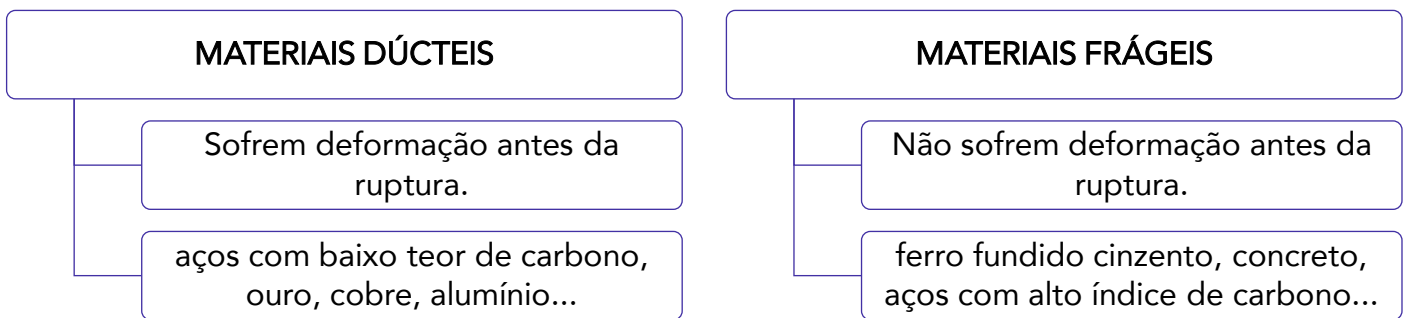 MATERIAIS DÚCTEIS
Sofrem deformação antes da
ruptura.
aços com baixo teor de carbono,
ouro, cobre, alumínio...
MATERIAIS FRÁGEIS
Não sofrem deformação antes da
ruptura.
ferro fundido cinzento, concreto,
aços com alto índice de carbono...